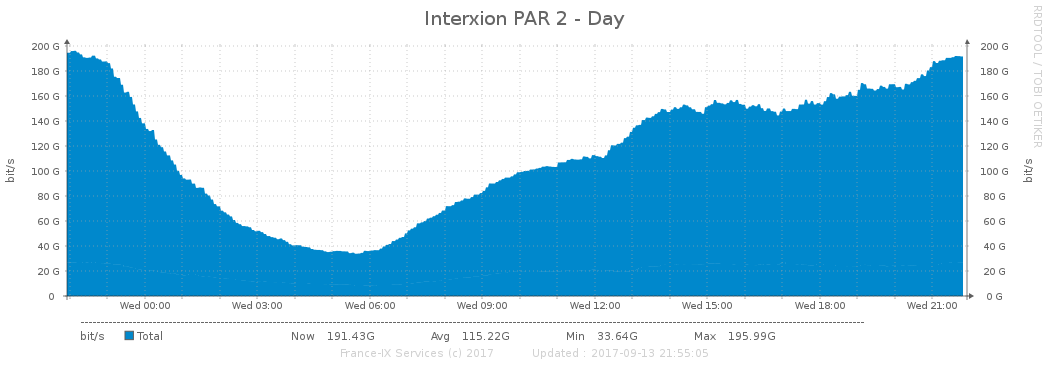 Interxion PAR 2 - Day
RRDTOOL / TOBI OETIKER
200 G 200 G
180 G 180 G
160 G 160 G
140 G 140 G
120 G 120 G
100 G 100 G
80 G 80 G
60 G 60 G
40 G 40 G
20 G 20 G
0 0 G
bit/s
bit/s
Wed 00:00 Wed 03:00 Wed 06:00 Wed 09:00 Wed 12:00 Wed 15:00 Wed 18:00 Wed 21:00
bit/s Total Now 191.43G Avg 115.22G Min 33.64G Max 195.99G
France-IX Services (c) 2017 Updated : 2017-09-13 21:55:05